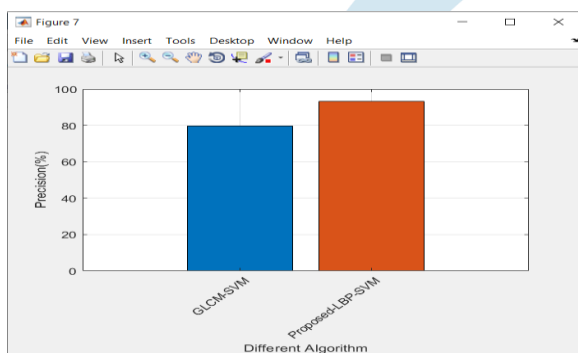 Figure 7
File Edit View Insert Tools Desktop Window Help
100
80
60
40
20
0
Precision(%)
GLCM-SVM
Proposed-LBP-SVM
Different Algorithm